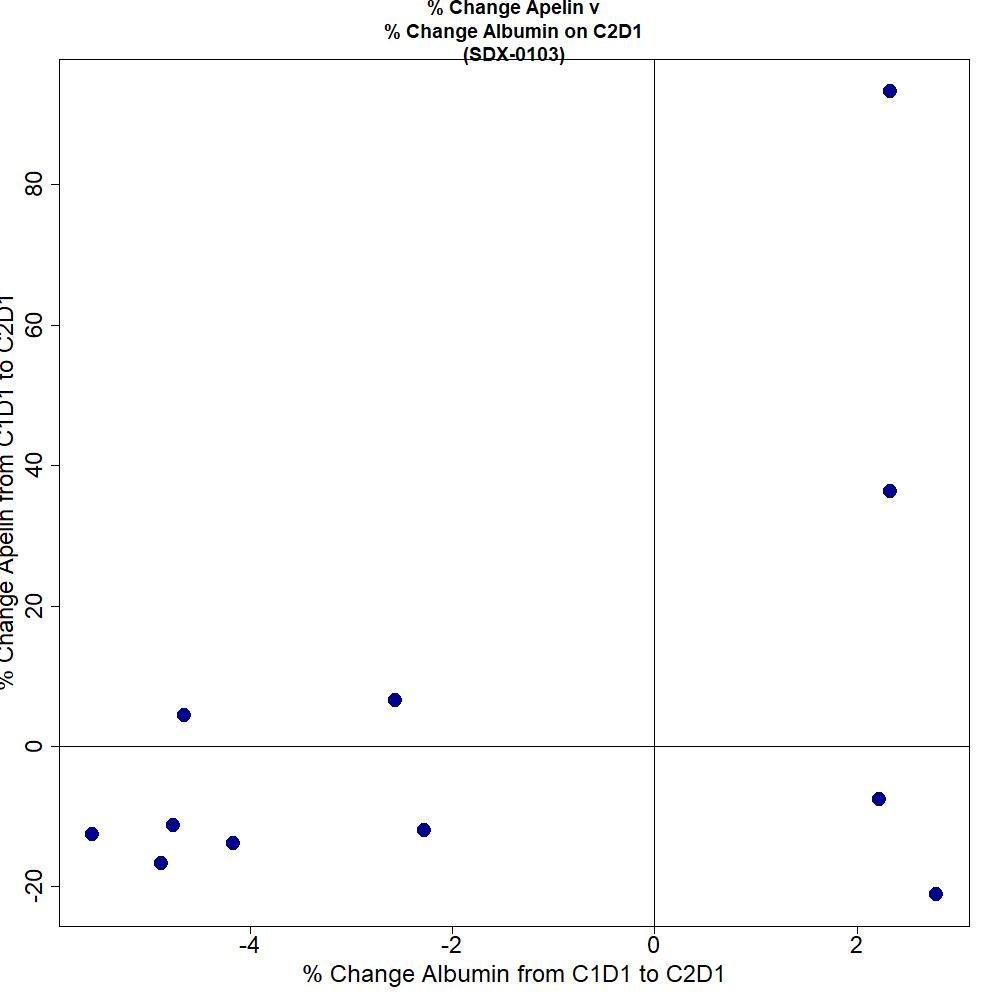 % Change Apelin v
% Change Albumin on C2D1
(SDX-0103)
% Change Apelin from C1D1 to C2D1
80
60
40
20
0
-20
-4
-2
0
2
% Change Albumin from C1D1 to C2D1